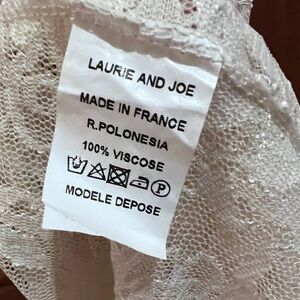 LAURIE AND JOE
MADE IN FRANCE
R.POLONESIA
100% VISCOSE
P
MODELE DEPOSE